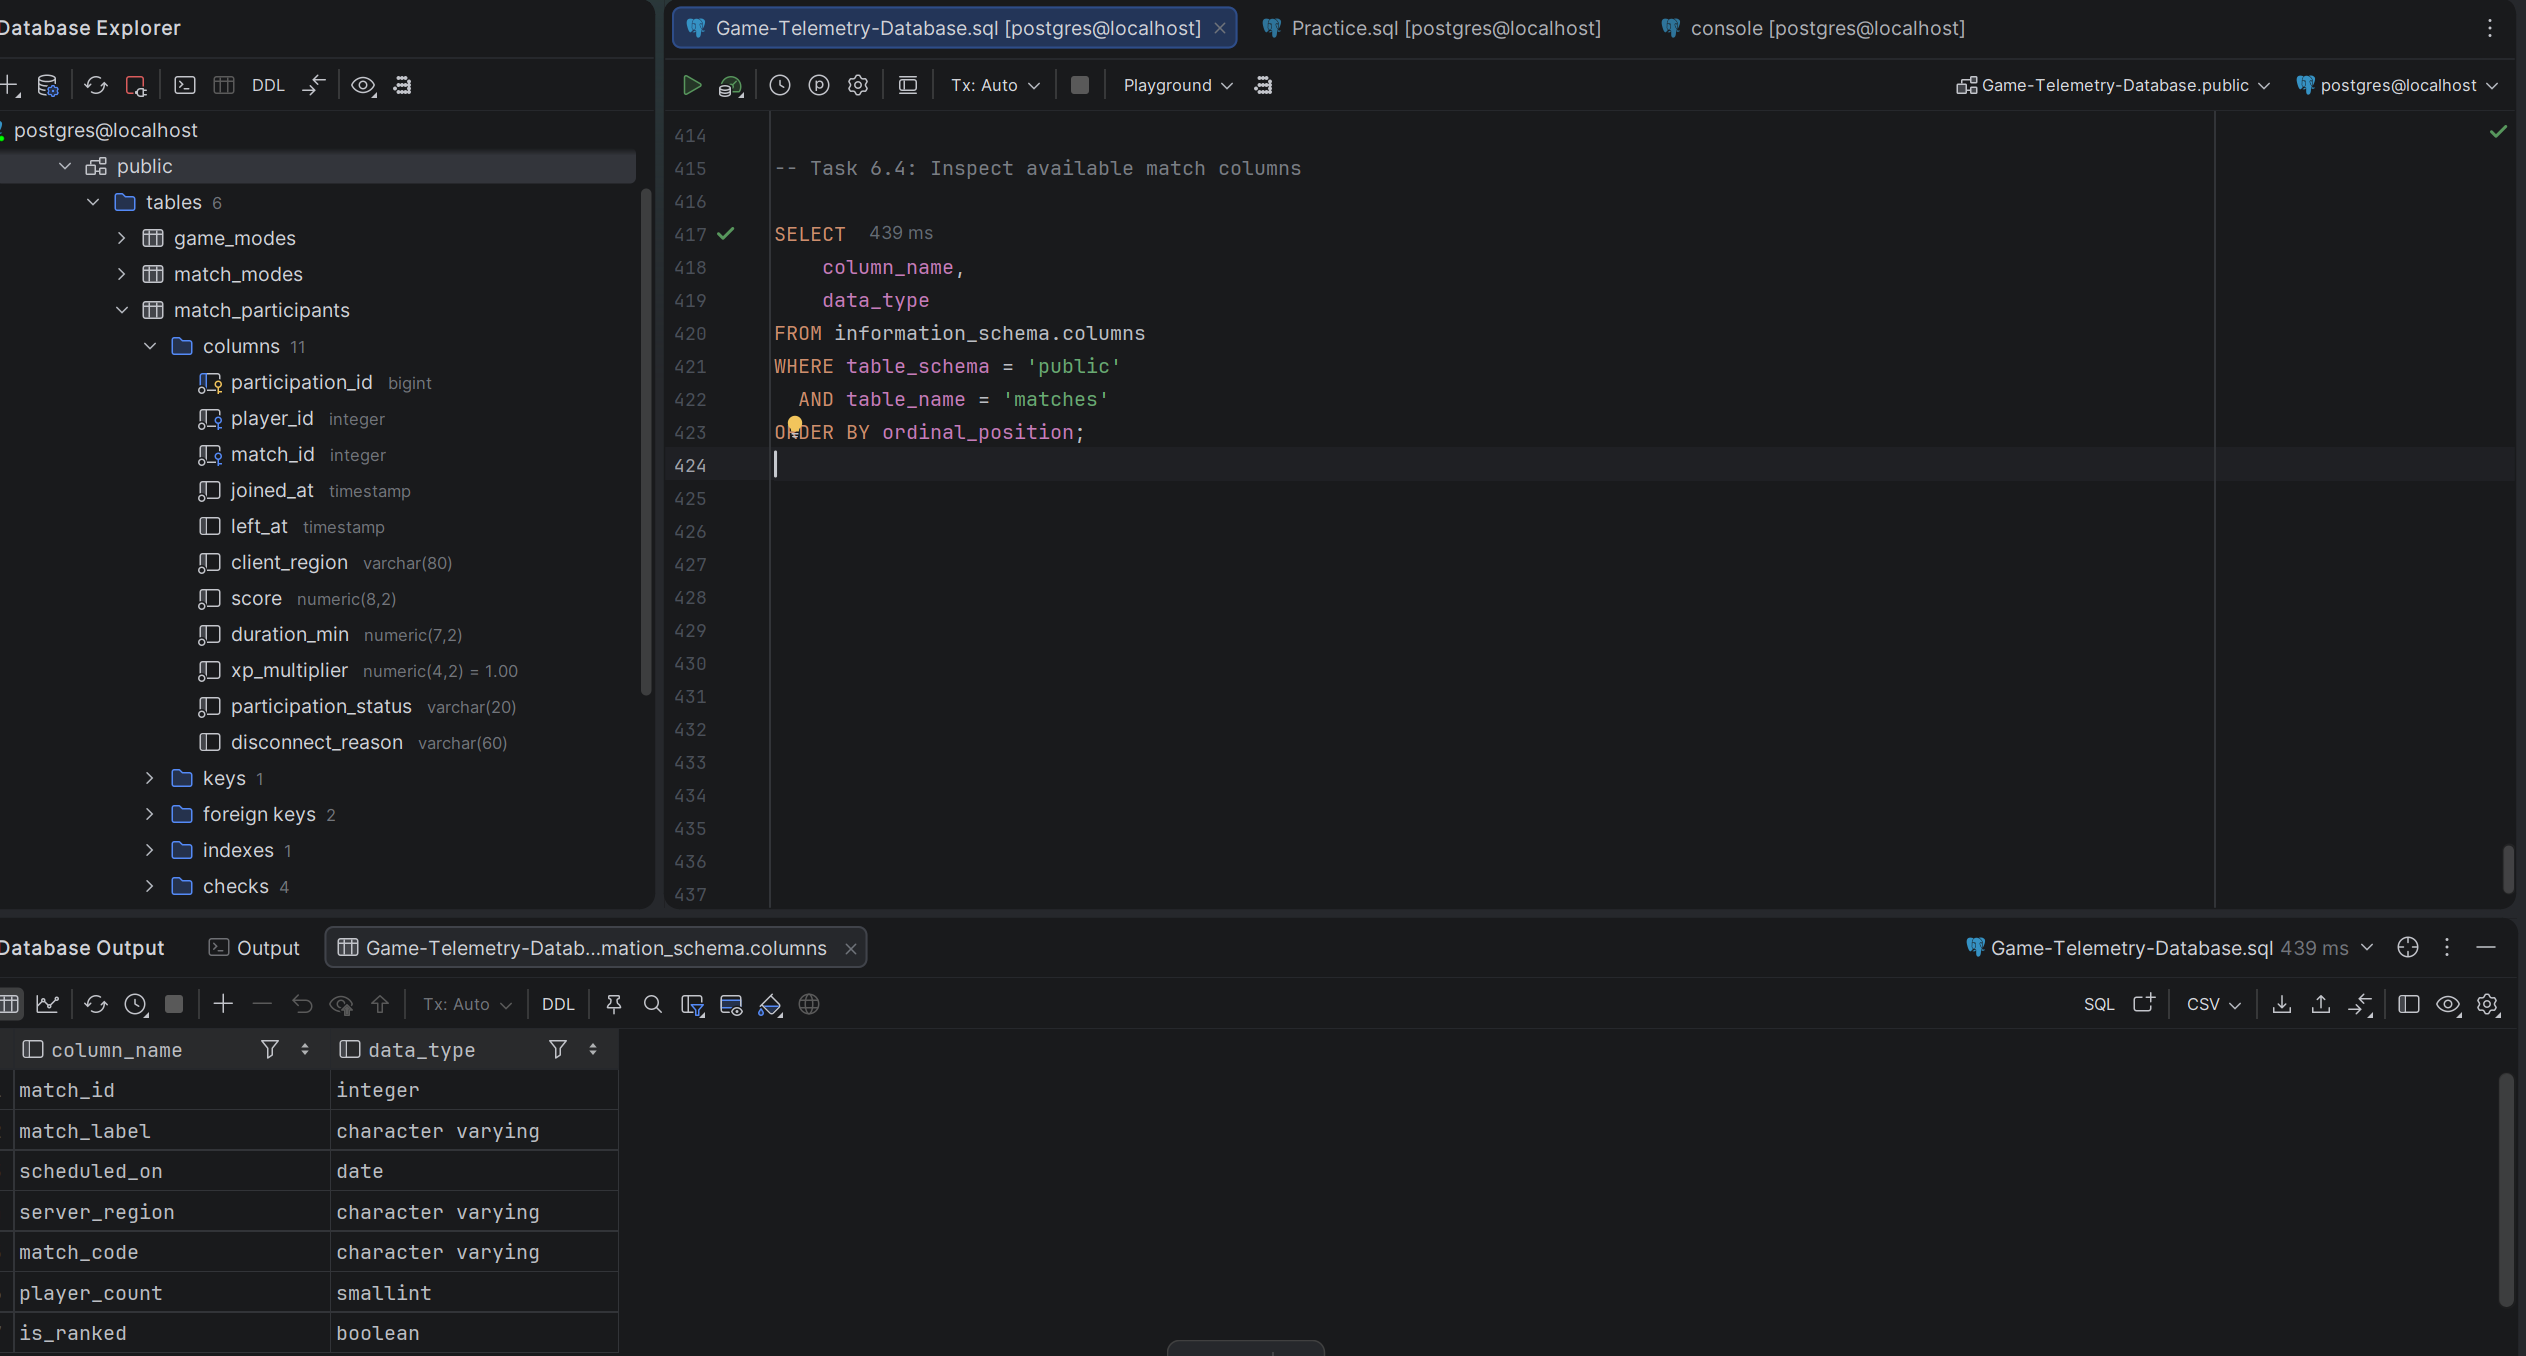 Database Explorer
DDL
postgres@localhost
public
tables 6
game_modes
match_modes
match_participants
columns 11
participation_id bigint
player_id integer
match_id integer
joined_at timestamp
left_at timestamp
client_region varchar(80)
score numeric(8,2)
duration_min numeric(7,2)
xp_multiplier numeric(4,2) = 1.00
participation_status varchar(20)
disconnect_reason varchar(60)
keys 1
foreign keys 2
indexes 1
checks 4
Game-Telemetry-Database.sql [postgres@localhost]
Practice.sql [postgres@localhost]
console [postgres@localhost]
Tx: Auto
Playground
Game-Telemetry-Database.public
postgres@localhost
414
415 -- Task 6.4: Inspect available match columns
416
417 SELECT 439 ms
418 column_name,
419 data_type
420 FROM information_schema.columns
421 WHERE table_schema = 'public'
422 AND table_name = 'matches'
423 ORDER BY ordinal_position;
424
425
426
427
428
429
430
431
432
433
434
435
436
437
Database Output
Output
Game-Telemetry-Datab...mation_schema.columns
Game-Telemetry-Database.sql 439 ms
Tx: Auto
DDL
SQL
CSV
column_name data_type
match_id integer
match_label character varying
scheduled_on date
server_region character varying
match_code character varying
player_count smallint
is_ranked boolean